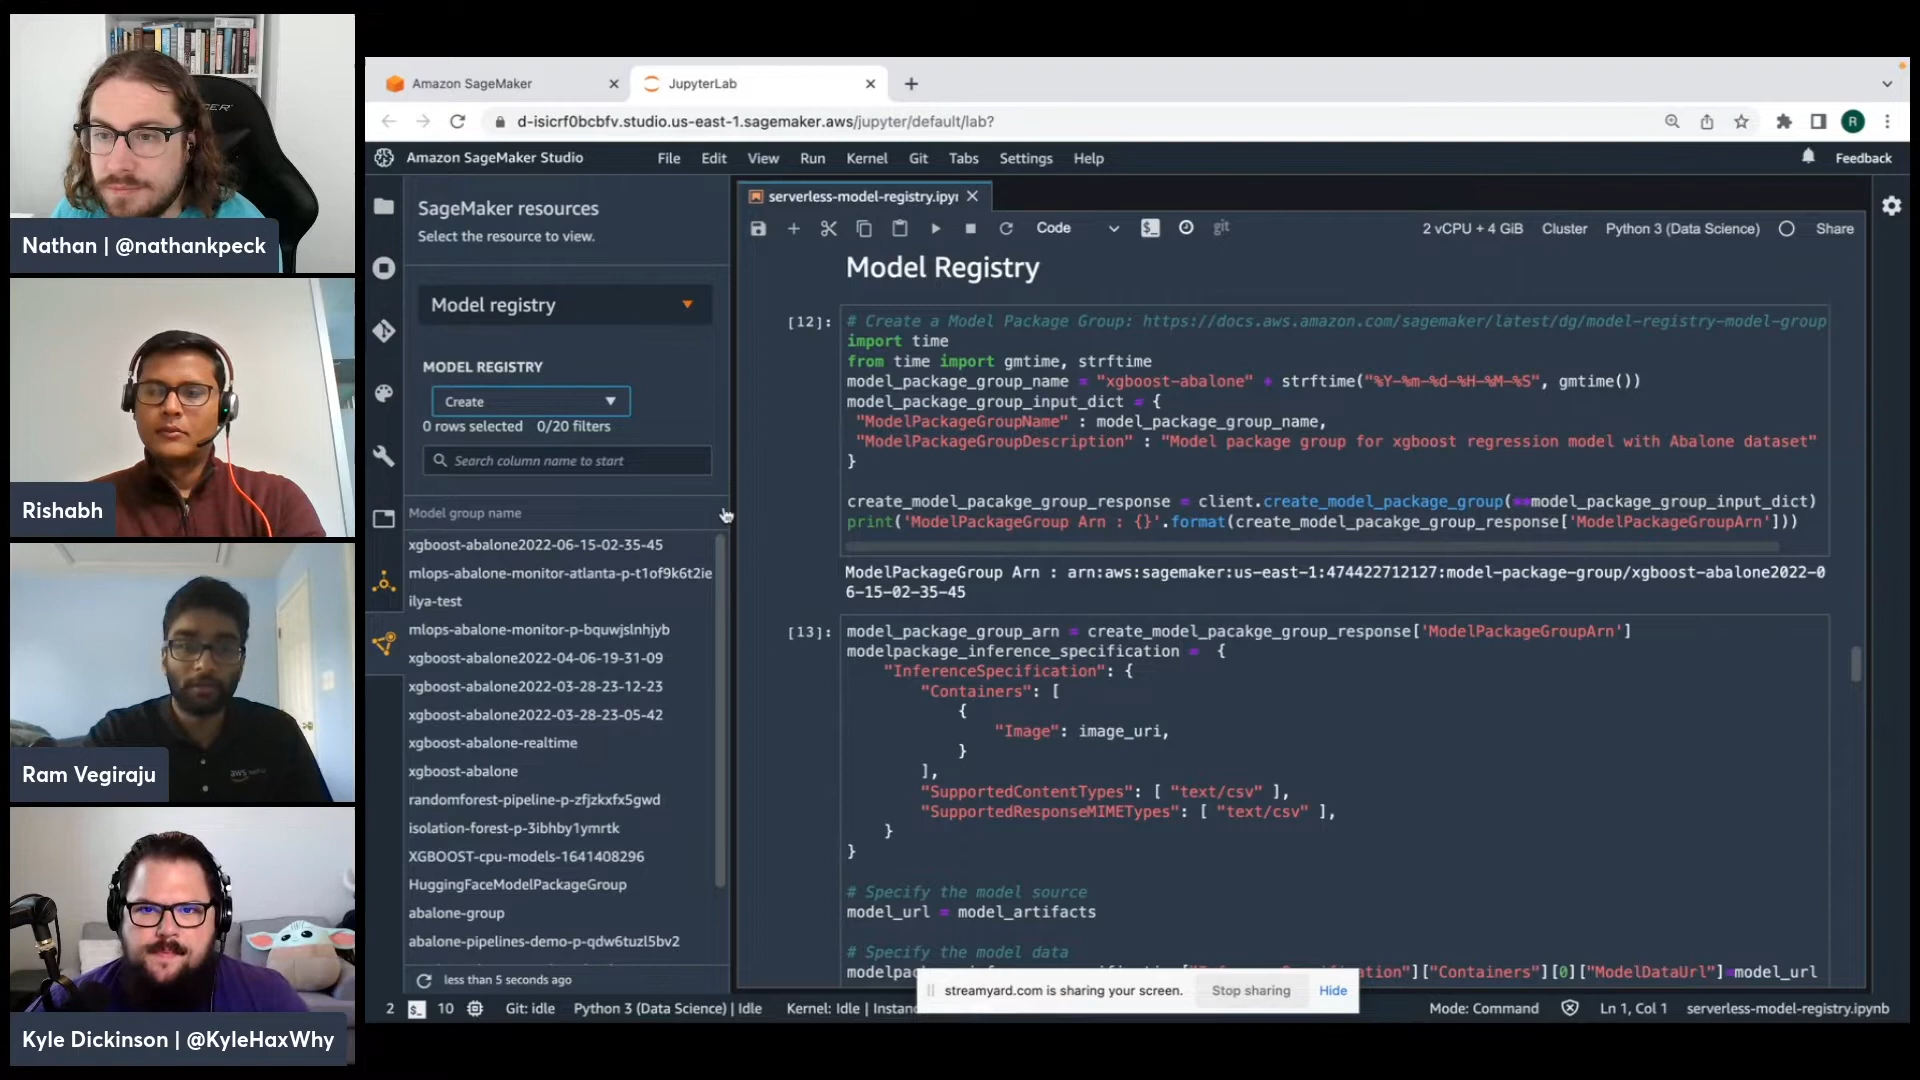 Nathan | @nathankpeck
Rishabh
Ram Vegiraju
aws
Kyle Dickinson | @KyleHaxWhy
Amazon SageMaker
JupyterLab
d-isicrf0bcbfv.studio.us-east-1.sagemaker.aws/jupyter/default/lab?
R
Amazon SageMaker Studio
File Edit View Run Kernel Git Tabs Settings Help
Feedback
SageMaker resources
Select the resource to view.
Model registry
MODEL REGISTRY
Create
0 rows selected 0/20 filters
Search column name to start
Model group name
xgboost-abalone2022-06-15-02-35-45
mlops-abalone-monitor-atlanta-p-t1of9k6t2ie
ilya-test
mlops-abalone-monitor-p-bquwjslnhjyb
xgboost-abalone2022-04-06-19-31-09
xgboost-abalone2022-03-28-23-12-23
xgboost-abalone2022-03-28-23-05-42
xgboost-abalone-realtime
xgboost-abalone
randomforest-pipeline-p-zfjzkxfx5gwd
isolation-forest-p-3ibhby1ymrtk
XGBOOST-cpu-models-1641408296
HuggingFaceModelPackageGroup
abalone-group
abalone-pipelines-demo-p-qdw6tuzl5bv2
less than 5 seconds ago
serverless-model-registry.ipyn
Code
git
2 vCPU + 4 GiB Cluster Python 3 (Data Science) Share
Model Registry
[12]:
# Create a Model Package Group: https://docs.aws.amazon.com/sagemaker/latest/dg/model-registry-model-group
import time
from time import gmtime, strftime
model_package_group_name = "xgboost-abalone" + strftime("%Y-%m-%d-%H-%M-%S", gmtime())
model_package_group_input_dict = {
"ModelPackageGroupName" : model_package_group_name,
"ModelPackageGroupDescription" : "Model package group for xgboost regression model with Abalone dataset"
}
create_model_pacakge_group_response = client.create_model_package_group(**model_package_group_input_dict)
print('ModelPackageGroup Arn : {}'.format(create_model_pacakge_group_response['ModelPackageGroupArn']))
ModelPackageGroup Arn : arn:aws:sagemaker:us-east-1:474422712127:model-package-group/xgboost-abalone2022-0
6-15-02-35-45
[13]:
model_package_group_arn = create_model_pacakge_group_response['ModelPackageGroupArn']
modelpackage_inference_specification = {
"InferenceSpecification": {
"Containers": [
{
"Image": image_uri,
}
],
"SupportedContentTypes": [ "text/csv" ],
"SupportedResponseMIMETypes": [ "text/csv" ],
}
}
# Specify the model source
model_url = model_artifacts
# Specify the model data
"]["Containers"][0]["ModelDataUrl"]=model_url
streamyard.com is sharing your screen. Stop sharing Hide
2 $_ 10 Git: idle Python 3 (Data Science) | Idle Kernel: Idle | Instanc
Mode: Command Ln 1, Col 1 serverless-model-registry.ipynb